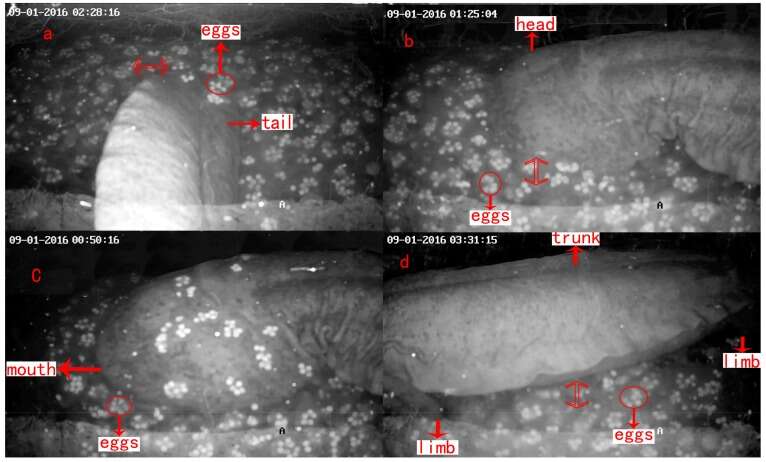 09-01-2016 02:28:16
a
eggs
tail
A
09-01-2016 01:25:04
b
head
eggs
A
09-01-2016 00:50:16
C
mouth
eggs
A
09-01-2016 03:31:15
d
trunk
limb
limb
eggs
A